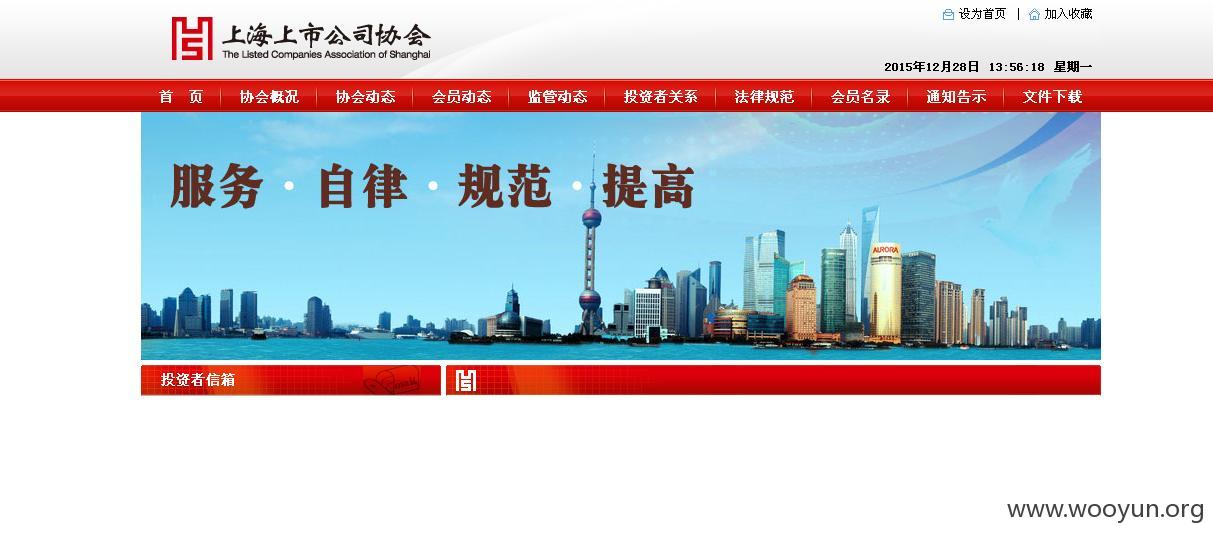 设为首页 | 加入收藏
上海上市公司协会
The Listed Companies Association of Shanghai
2015年12月28日 13:56:18 星期一
首 页 协会概况 协会动态 会员动态 监管动态 投资者关系 法律规范 会员名录 通知告示 文件下载
服务·自律·规范·提高
AURORA
投资者信箱
www.wooyun.org